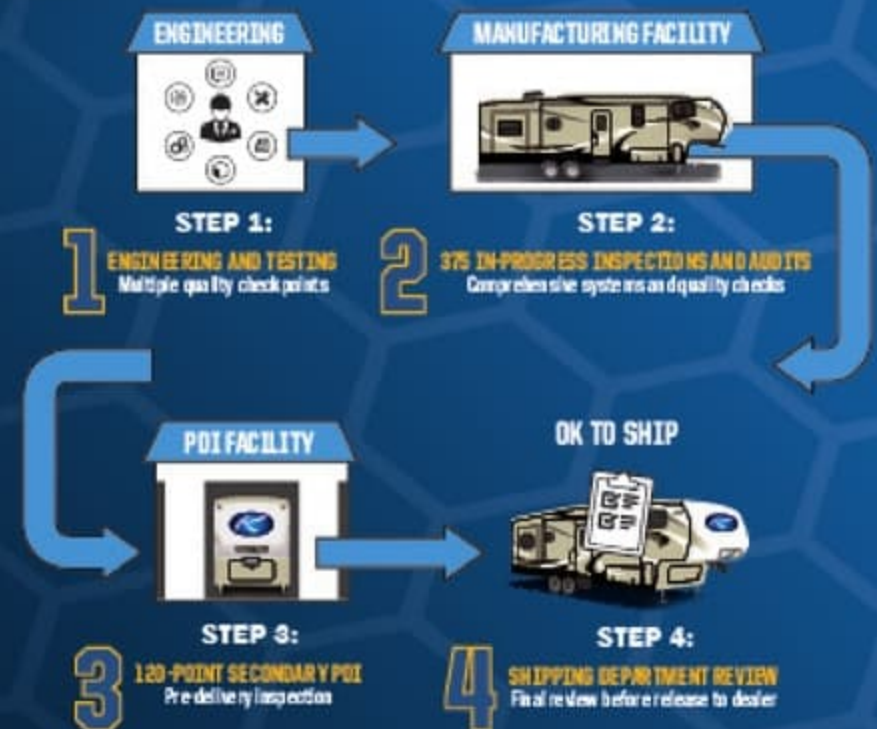 ENGINEERING
MANUFACTURING FACILITY
STEP 1:
1
ENGINEERING AND TESTING
Multiple quality checkpoints
STEP 2:
2
375 IN-PROGRESS INSPECTIONS AND AUDITS
Comprehensive systems and quality checks
PDI FACILITY
OK TO SHIP
STEP 3:
3
120-POINT SECONDARY PDI
Pre delivery inspection
STEP 4:
4
SHIPPING DEPARTMENT REVIEW
Final review before release to dealer